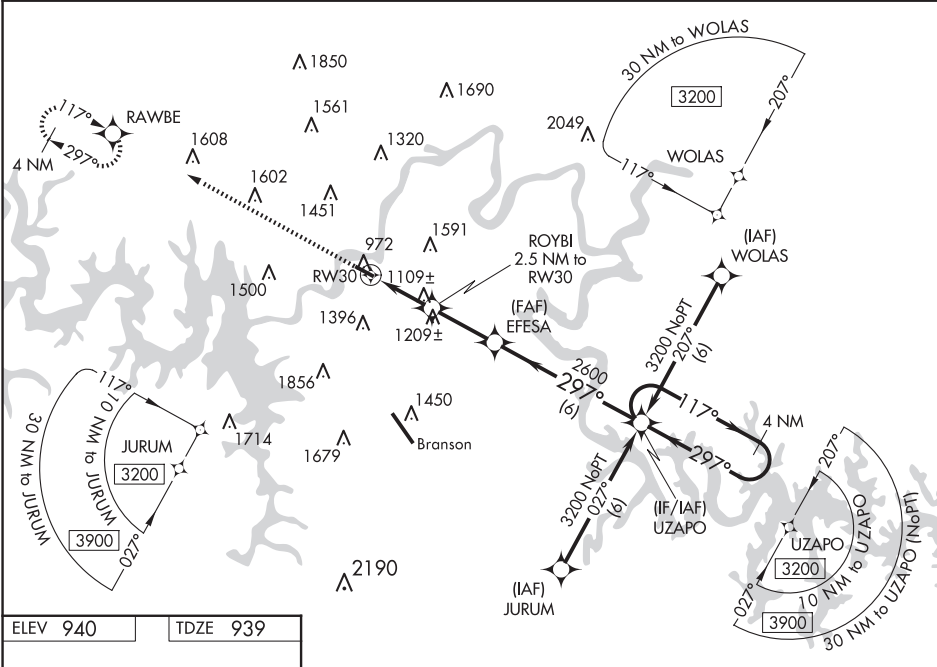 1850
1690
1561
117°
RAWBE
1608
1320
4 NM
297°
1602
1451
30 NM to WOLAS
3200
207°
2049
WOLAS
117°
972
1591
ROYBI
2.5 NM to
RW30
RW30
1109±
1500
(FAF)
EFESA
1396
1209±
(IAF)
WOLAS
3200 NoPT
207°
(6)
2600
297°
(6)
1856
1450
Branson
1714
1679
117°
30 NM to JURUM
10 NM to JURUM
JURUM
3200
3900
027°
117°
4 NM
297°
3200 NoPT
027°
(6)
(IF/IAF)
UZAPO
(IAF)
JURUM
207°
UZAPO
3200
10 NM to UZAPO
3900
30 NM to UZAPO (NoPT)
027°
2190
ELEV 940
TDZE 939